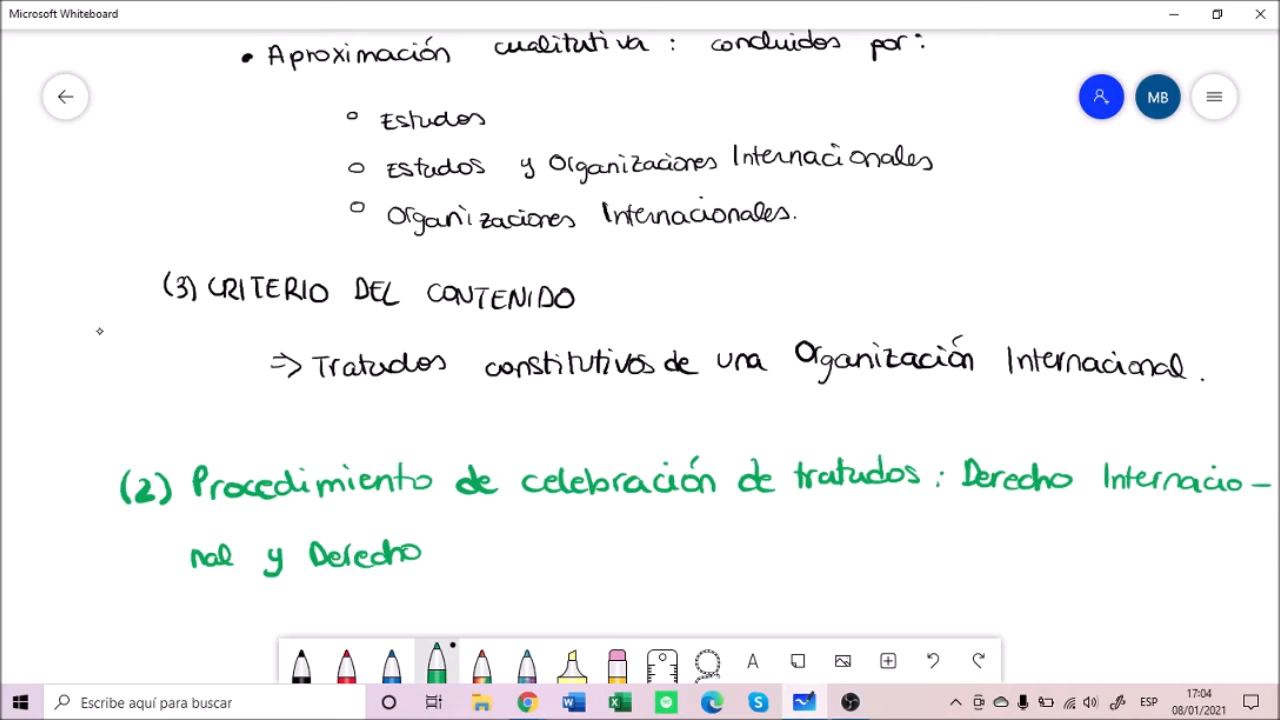 Microsoft Whiteboard
• Aproximación cualitativa : concluidos por :
Estados
MB
Estados y Organizaciones Internacionales
Organizaciones Internacionales.
(3) CRITERIO DEL CONTENIDO
=> Tratados constitutivos de una Organización Internacional.
(2) Procedimiento de celebración de tratados : Derecho Internacio-
nal y Derecho
A
Escribe aquí para buscar
ESP
17:04
08/01/2021